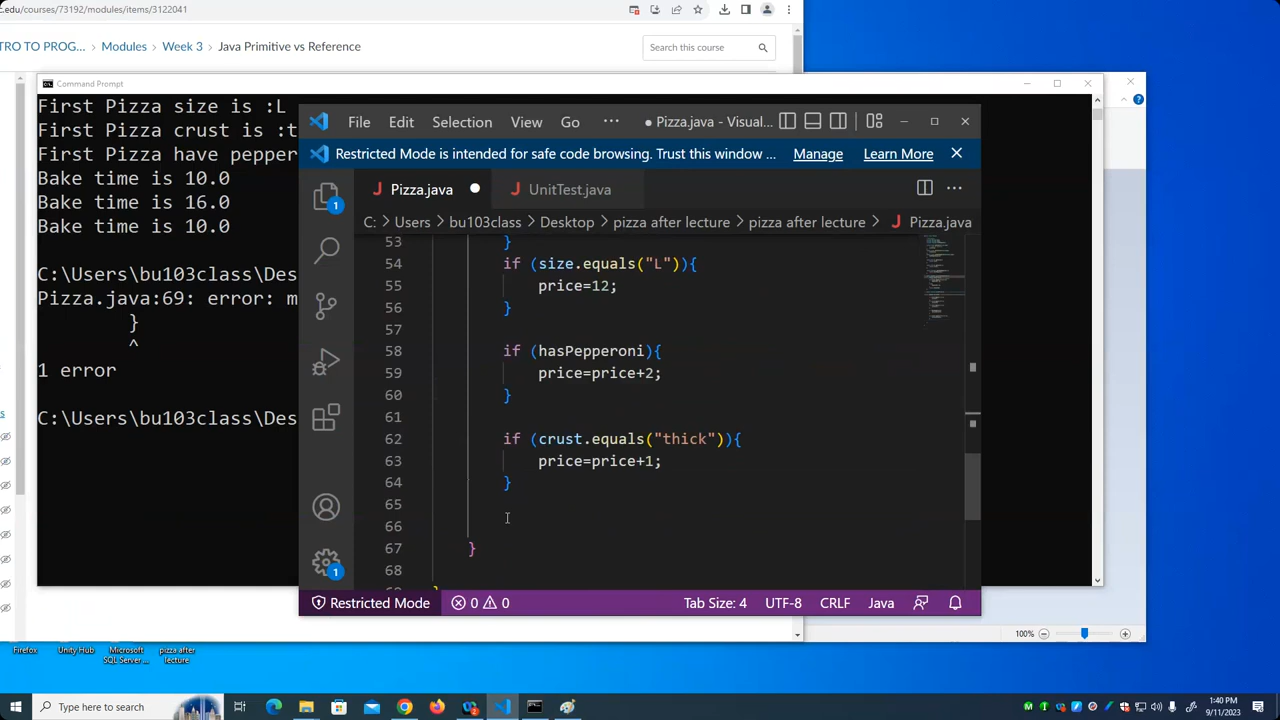 c.edu/courses/73192/modules/items/3122041
TRO TO PROG... > Modules > Week 3 > Java Primitive vs Reference
Search this course
Command Prompt
First Pizza size is :L
First Pizza crust is :t
First Pizza have pepper
Bake time is 10.0
Bake time is 16.0
Bake time is 10.0
C:\Users\bu103class\Des
Pizza.java:69: error: m
}
^
1 error
C:\Users\bu103class\Des
File Edit Selection View Go ··· ● Pizza.java - Visual...
Restricted Mode is intended for safe code browsing. Trust this window ... Manage Learn More
1
J Pizza.java ● J UnitTest.java
C: > Users > bu103class > Desktop > pizza after lecture > pizza after lecture > J Pizza.java
53 }
54 if (size.equals("L")){
55 price=12;
56 }
57
58 if (hasPepperoni){
59 price=price+2;
60 }
61
62 if (crust.equals("thick")){
63 price=price+1;
64 }
65
66
67 }
68
1
Restricted Mode 0 0 Tab Size: 4 UTF-8 CRLF Java
100%
Firefox
Unity Hub
Microsoft SQL Server ...
pizza after lecture
Type here to search
1:40 PM
9/11/2023